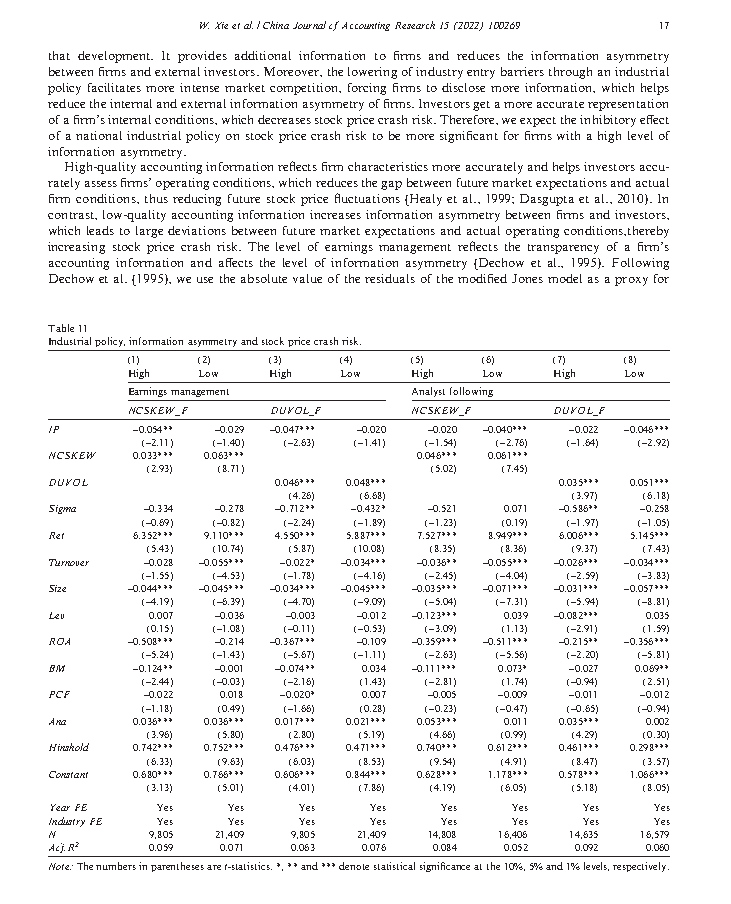 W. Xie et al. / China Journal of Accounting Research 15 (2022) 100269 17
that development. It provides additional information to firms and reduces the information asymmetry
between firms and external investors. Moreover, the lowering of industry entry barriers through an industrial
policy facilitates more intense market competition, forcing firms to disclose more information, which helps
reduce the internal and external information asymmetry of firms. Investors get a more accurate representation
of a firm's internal conditions, which decreases stock price crash risk. Therefore, we expect the inhibitory effect
of a national industrial policy on stock price crash risk to be more significant for firms with a high level of
information asymmetry.
High-quality accounting information reflects firm characteristics more accurately and helps investors accu-
rately assess firms' operating conditions, which reduces the gap between future market expectations and actual
firm conditions, thus reducing future stock price fluctuations (Healy et al., 1999; Dasgupta et al., 2010). In
contrast, low-quality accounting information increases information asymmetry between firms and investors,
which leads to large deviations between future market expectations and actual operating conditions,thereby
increasing stock price crash risk. The level of earnings management reflects the transparency of a firm's
accounting information and affects the level of information asymmetry (Dechow et al., 1995). Following
Dechow et al. (1995), we use the absolute value of the residuals of the modified Jones model as a proxy for
Table 11
Industrial policy, information asymmetry and stock price crash risk.
(1) (2) (3) (4) (5) (6) (7) (8)
High Low High Low High Low High Low
Earnings management Analyst following
NCSKEW_F DUVOL_F NCSKEW_F DUVOL_F
IP −0.054** −0.029 −0.047*** −0.020 −0.020 −0.040*** −0.022 −0.046***
(−2.11) (−1.40) (−2.63) (−1.41) (−1.54) (−2.76) (−1.64) (−2.92)
NCSKEW 0.033*** 0.063*** 0.046*** 0.061***
(2.93) (8.71) (5.02) (7.45)
DUVOL 0.046*** 0.048*** 0.035*** 0.051***
(4.26) (6.68) (3.97) (6.18)
Sigma −0.334 −0.278 −0.712** −0.432* −0.521 0.071 −0.586** −0.258
(−0.69) (−0.82) (−2.24) (−1.89) (−1.23) (0.19) (−1.97) (−1.05)
Ret 6.352*** 9.110*** 4.550*** 5.887*** 7.527*** 8.949*** 6.006*** 5.145***
(5.43) (10.74) (5.87) (10.08) (8.35) (8.36) (9.37) (7.43)
Turnover −0.028 −0.055*** −0.022* −0.034*** −0.036** −0.055*** −0.026*** −0.034***
(−1.55) (−4.53) (−1.78) (−4.16) (−2.45) (−4.04) (−2.59) (−3.83)
Size −0.044*** −0.045*** −0.034*** −0.045*** −0.035*** −0.071*** −0.031*** −0.057***
(−4.19) (−6.39) (−4.70) (−9.09) (−5.04) (−7.31) (−5.94) (−8.81)
Lev 0.007 −0.036 −0.003 −0.012 −0.123*** 0.039 −0.082*** 0.035
(0.15) (−1.08) (−0.11) (−0.53) (−3.09) (1.13) (−2.91) (1.59)
ROA −0.508*** −0.214 −0.367*** −0.109 −0.359*** −0.511*** −0.215** −0.356***
(−5.24) (−1.43) (−5.67) (−1.11) (−2.63) (−5.56) (−2.20) (−5.81)
BM −0.124** −0.001 −0.074** 0.034 −0.111*** 0.073* −0.027 0.069**
(−2.44) (−0.03) (−2.16) (1.43) (−2.81) (1.74) (−0.94) (2.51)
PCF −0.022 0.018 −0.020* 0.007 −0.005 −0.009 −0.011 −0.012
(−1.18) (0.49) (−1.66) (0.28) (−0.23) (−0.47) (−0.65) (−0.94)
Ana 0.036*** 0.036*** 0.017*** 0.021*** 0.053*** 0.011 0.035*** 0.002
(3.96) (5.80) (2.80) (5.19) (4.66) (0.99) (4.29) (0.30)
Hinshold 0.742*** 0.752*** 0.476*** 0.471*** 0.740*** 0.612*** 0.461*** 0.298***
(6.33) (9.63) (6.03) (8.53) (9.54) (4.91) (8.47) (3.57)
Constant 0.680*** 0.766*** 0.606*** 0.844*** 0.628*** 1.178*** 0.578*** 1.066***
(3.13) (5.01) (4.01) (7.86) (4.19) (6.05) (5.18) (8.05)
Year FE Yes Yes Yes Yes Yes Yes Yes Yes
Industry FE Yes Yes Yes Yes Yes Yes Yes Yes
N 9,805 21,409 9,805 21,409 14,808 16,406 14,635 16,579
Adj. R² 0.059 0.071 0.063 0.076 0.084 0.052 0.092 0.060
Note: The numbers in parentheses are t-statistics. *, ** and *** denote statistical significance at the 10%, 5% and 1% levels, respectively.